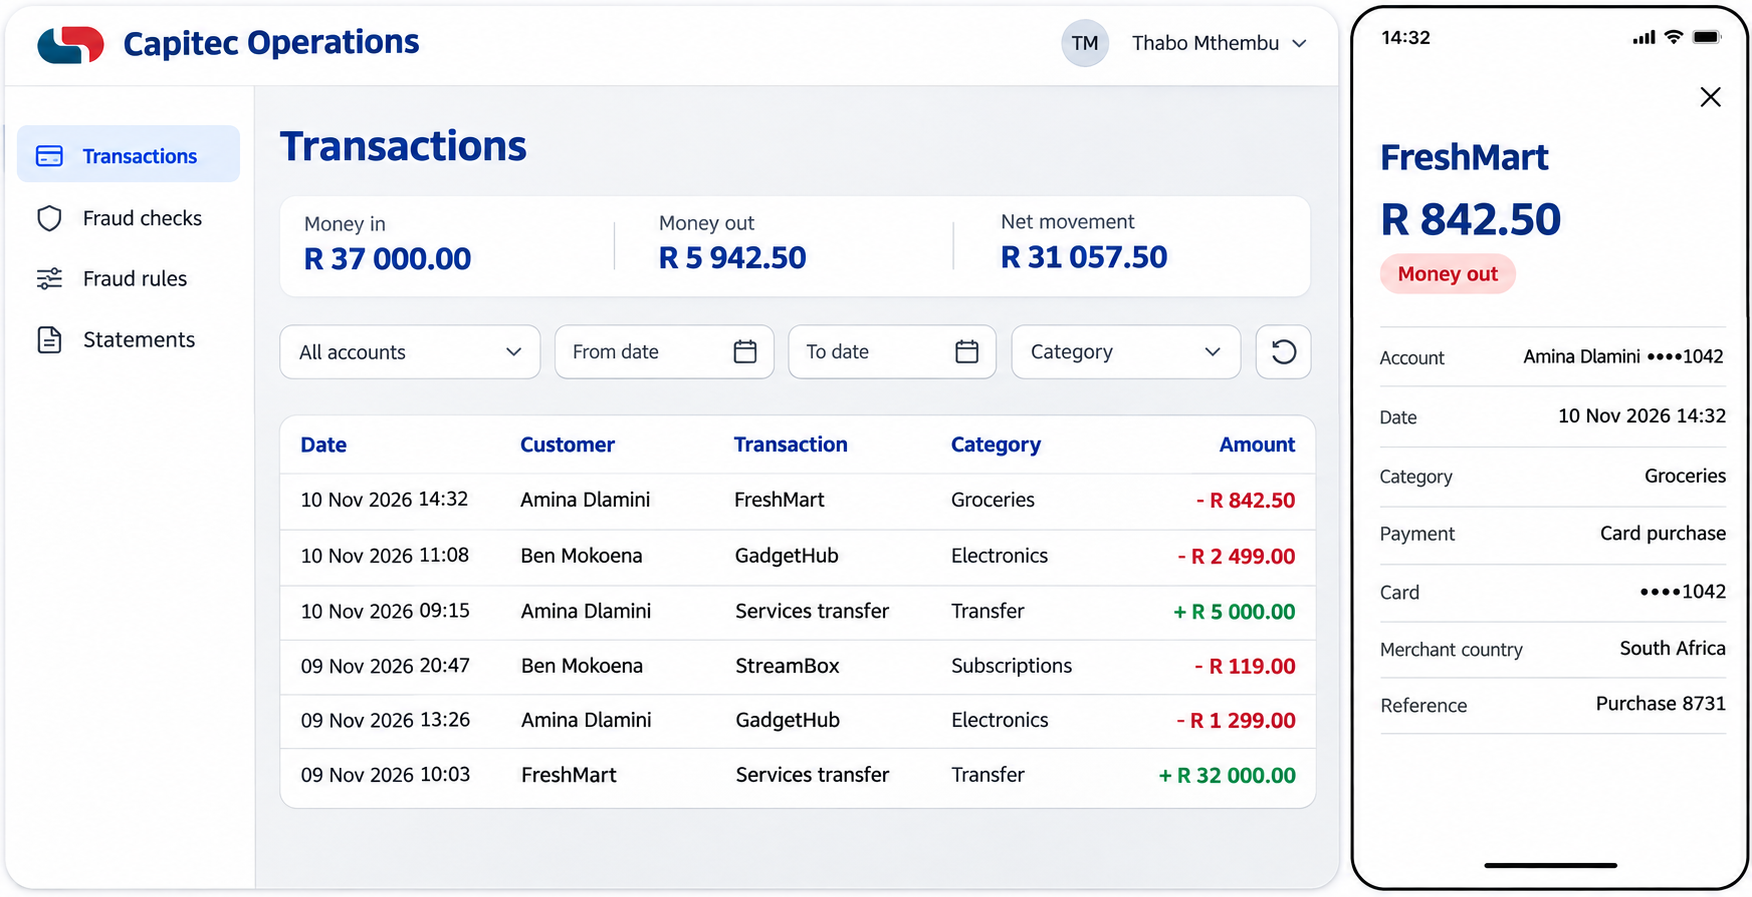 Capitec Operations
TM Thabo Mthembu
Transactions
Fraud checks
Fraud rules
Statements
Transactions
Money in Money out Net movement
R 37 000.00 R 5 942.50 R 31 057.50
All accounts From date To date Category
Date Customer Transaction Category Amount
10 Nov 2026 14:32 Amina Dlamini FreshMart Groceries - R 842.50
10 Nov 2026 11:08 Ben Mokoena GadgetHub Electronics - R 2 499.00
10 Nov 2026 09:15 Amina Dlamini Services transfer Transfer + R 5 000.00
09 Nov 2026 20:47 Ben Mokoena StreamBox Subscriptions - R 119.00
09 Nov 2026 13:26 Amina Dlamini GadgetHub Electronics - R 1 299.00
09 Nov 2026 10:03 FreshMart Services transfer Transfer + R 32 000.00
14:32
FreshMart
R 842.50
Money out
Account Amina Dlamini ••••1042
Date 10 Nov 2026 14:32
Category Groceries
Payment Card purchase
Card ••••1042
Merchant country South Africa
Reference Purchase 8731